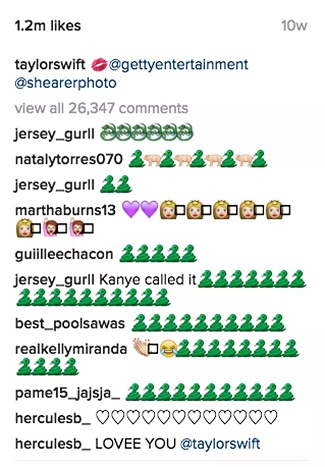 1.2m likes 10w
taylorswift 💋@gettyentertainment
@shearerphoto
view all 26,347 comments
jersey_gurll
natalytorres070
jersey_gurll
marthaburns13
guiilleechacon
jersey_gurll Kanye called it
best_poolsawas
realkellymiranda
pame15_jajsja_
herculesb_ ♡♡♡♡♡♡♡♡♡♡♡♡
herculesb_ LOVEE YOU @taylorswift